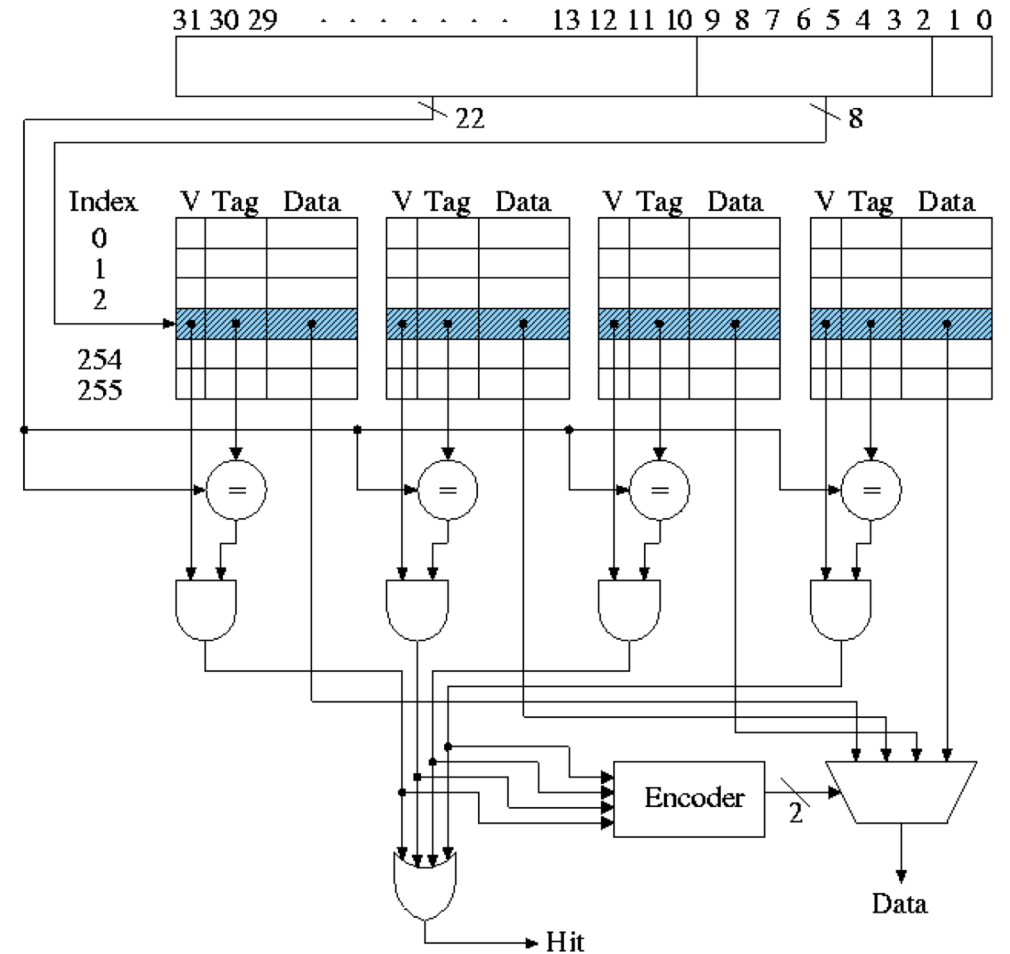 31 30 29 . . . . . . . 13 12 11 10 9 8 7 6 5 4 3 2 1 0
22
8
Index V Tag Data V Tag Data V Tag Data V Tag Data
0
1
2
254
255
= = = =
Encoder
2
Data
Hit